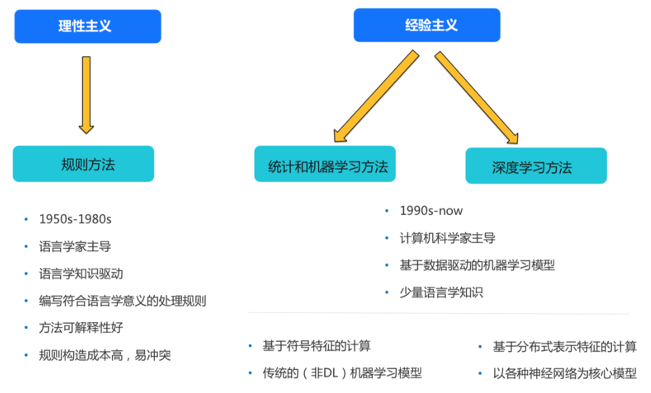 理性主义
经验主义
规则方法
统计和机器学习方法
深度学习方法
• 1950s-1980s
• 语言学家主导
• 语言学知识驱动
• 编写符合语言学意义的处理规则
• 方法可解释性好
• 规则构造成本高，易冲突
• 1990s-now
• 计算机科学家主导
• 基于数据驱动的机器学习模型
• 少量语言学知识
• 基于符号特征的计算
• 传统的（非DL）机器学习模型
• 基于分布式表示特征的计算
• 以各种神经网络为核心模型